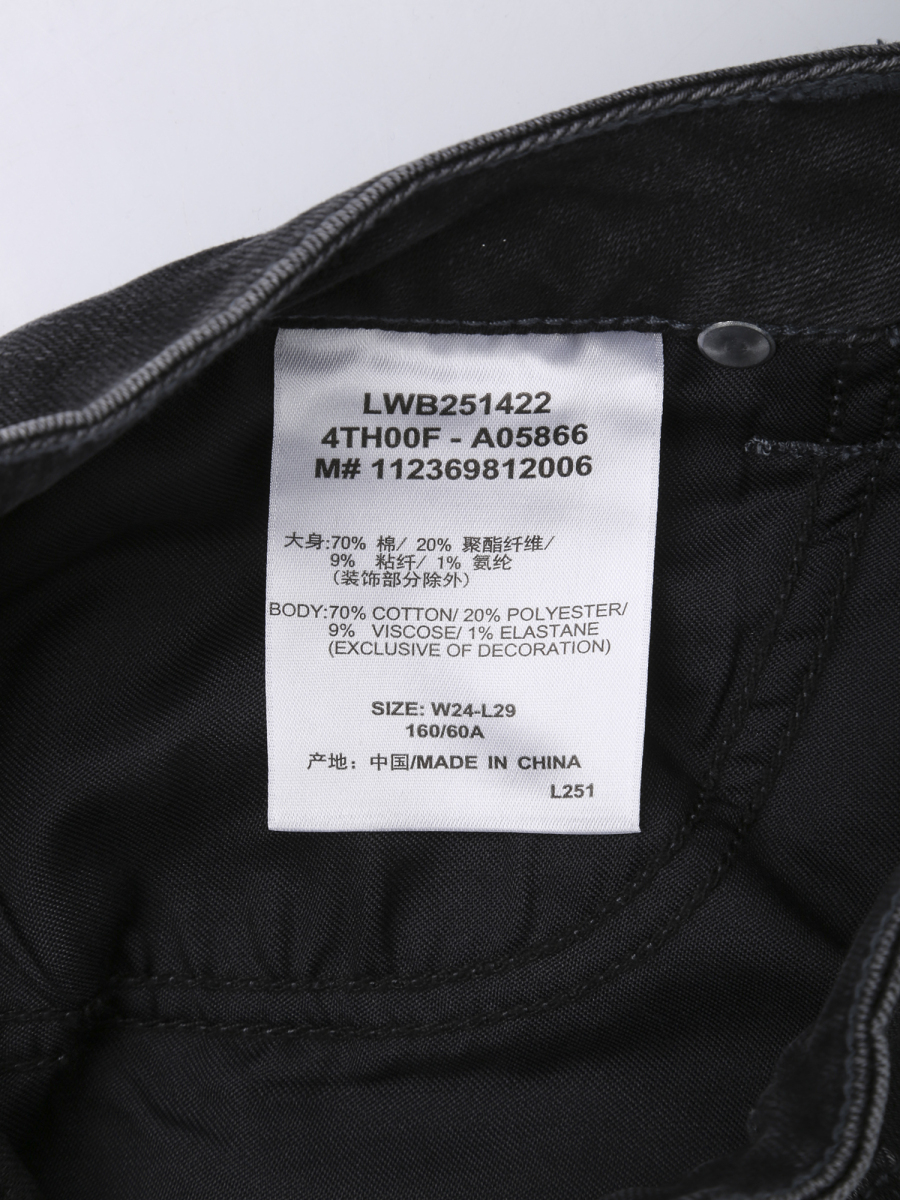 LWB251422
4TH00F - A05866
M# 112369812006
大身:70% 棉/ 20% 聚酯纤维/
9% 粘纤/ 1% 氨纶
(装饰部分除外)
BODY:70% COTTON/ 20% POLYESTER/
9% VISCOSE/ 1% ELASTANE
(EXCLUSIVE OF DECORATION)
SIZE: W24-L29
160/60A
产地：中国/MADE IN CHINA
L251